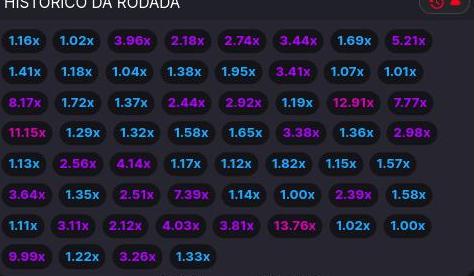 HISTÓRICO DA RODADA
1.16x 1.02x 3.96x 2.18x 2.74x 3.44x 1.69x 5.21x
1.41x 1.18x 1.04x 1.38x 1.95x 3.41x 1.07x 1.01x
8.17x 1.72x 1.37x 2.44x 2.92x 1.19x 12.91x 7.77x
11.15x 1.29x 1.32x 1.58x 1.65x 3.38x 1.36x 2.98x
1.13x 2.56x 4.14x 1.17x 1.12x 1.82x 1.15x 1.57x
3.64x 1.35x 2.51x 7.39x 1.14x 1.00x 2.39x 1.58x
1.11x 3.11x 2.12x 4.03x 3.81x 13.76x 1.02x 1.00x
9.99x 1.22x 3.26x 1.33x